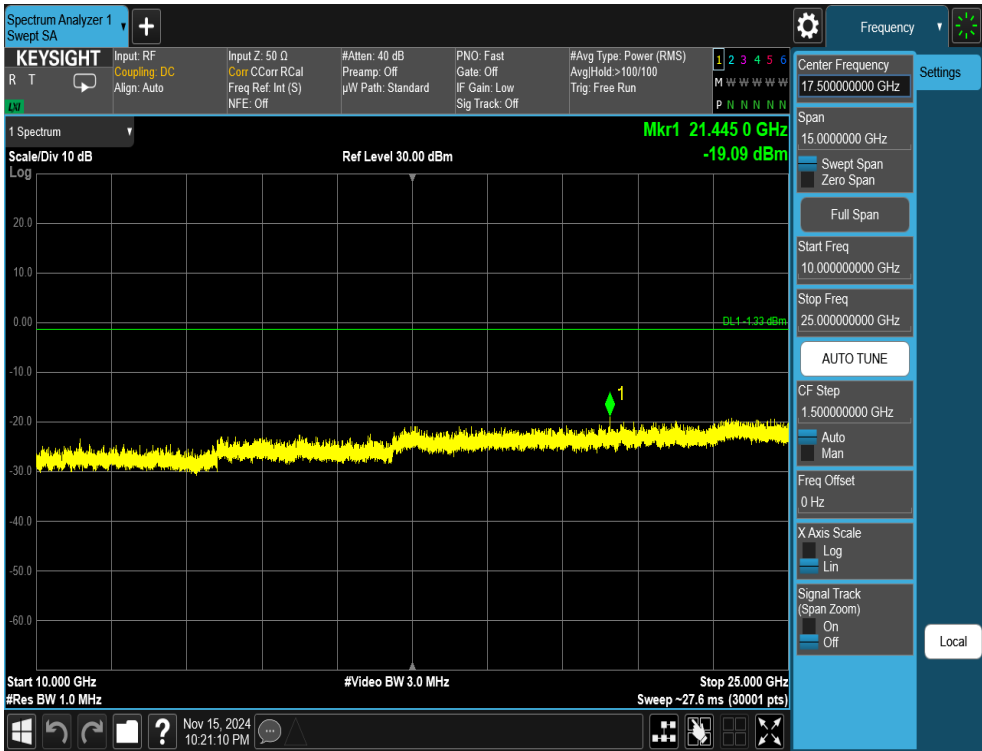 Spectrum Analyzer 1
Swept SA
+
Frequency
KEYSIGHT
R T
LXI
Input: RF
Coupling: DC
Align: Auto
Input Z: 50 Ω
Corr CCorr RCal
Freq Ref: Int (S)
NFE: Off
#Atten: 40 dB
Preamp: Off
µW Path: Standard
PNO: Fast
Gate: Off
IF Gain: Low
Sig Track: Off
#Avg Type: Power (RMS)
Avg|Hold:>100/100
Trig: Free Run
1 2 3 4 5 6
M W W W W W
P N N N N N
1 Spectrum
Scale/Div 10 dB
Log
Ref Level 30.00 dBm
Mkr1 21.445 0 GHz
-19.09 dBm
20.0
10.0
0.00
DL1 -1.33 dBm
-10.0
1
-20.0
-30.0
-40.0
-50.0
-60.0
Start 10.000 GHz
#Video BW 3.0 MHz
Stop 25.000 GHz
#Res BW 1.0 MHz
Sweep ~27.6 ms (30001 pts)
Center Frequency
17.500000000 GHz
Settings
Span
15.0000000 GHz
Swept Span
Zero Span
Full Span
Start Freq
10.000000000 GHz
Stop Freq
25.000000000 GHz
AUTO TUNE
CF Step
1.500000000 GHz
Auto
Man
Freq Offset
0 Hz
X Axis Scale
Log
Lin
Signal Track
(Span Zoom)
On
Off
Local
?
Nov 15, 2024
10:21:10 PM